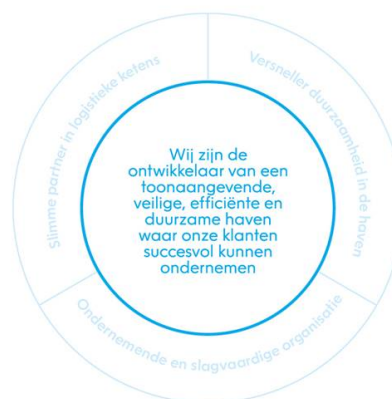 Slimme partner in logistieke ketens
Versneller duurzaamheid in de haven
Wij zijn de
ontwikkelaar van een
toonaangevende,
veilige, efficiënte en
duurzame haven
waar onze klanten
succesvol kunnen
ondernemen
Ondernemende en slagvaardige organisatie